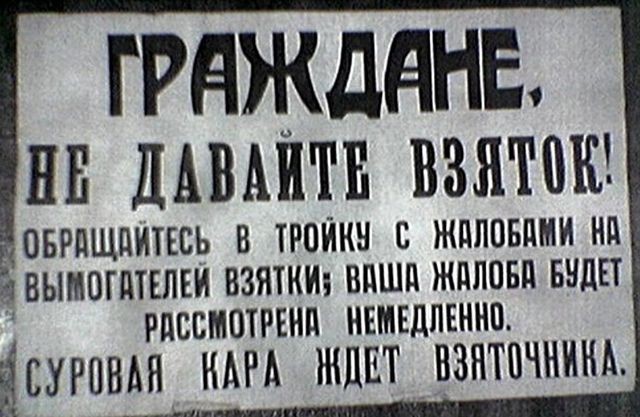 ГРАЖДАНЕ,
НЕ ДАВАЙТЕ ВЗЯТОК!
ОБРАЩАЙТЕСЬ В ТРОЙКУ С ЖАЛОБАМИ НА
ВЫМОГАТЕЛЕЙ ВЗЯТКИ; ВАША ЖАЛОБА БУДЕТ
РАССМОТРЕНА НЕМЕДЛЕННО.
СУРОВАЯ КАРА ЖДЕТ ВЗЯТОЧНИКА.